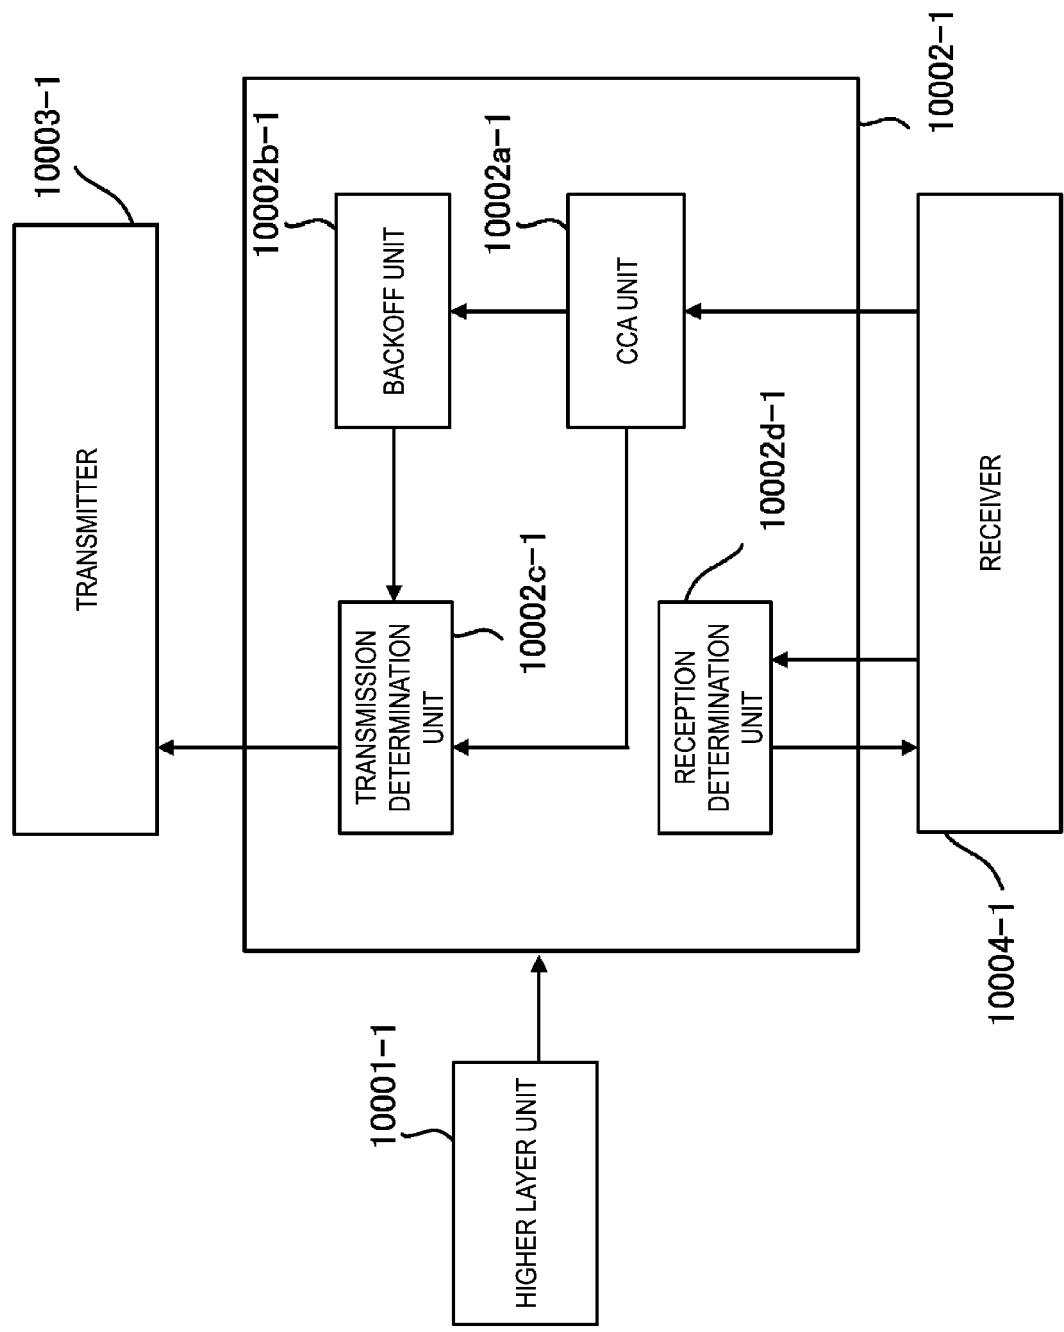 10003-1
TRANSMITTER
10002-1
10002b-1
BACKOFF UNIT
10002a-1
CCA UNIT
TRANSMISSION
DETERMINATION
UNIT
10002c-1
10002d-1
RECEPTION
DETERMINATION
UNIT
10001-1
HIGHER LAYER UNIT
RECEIVER
10004-1